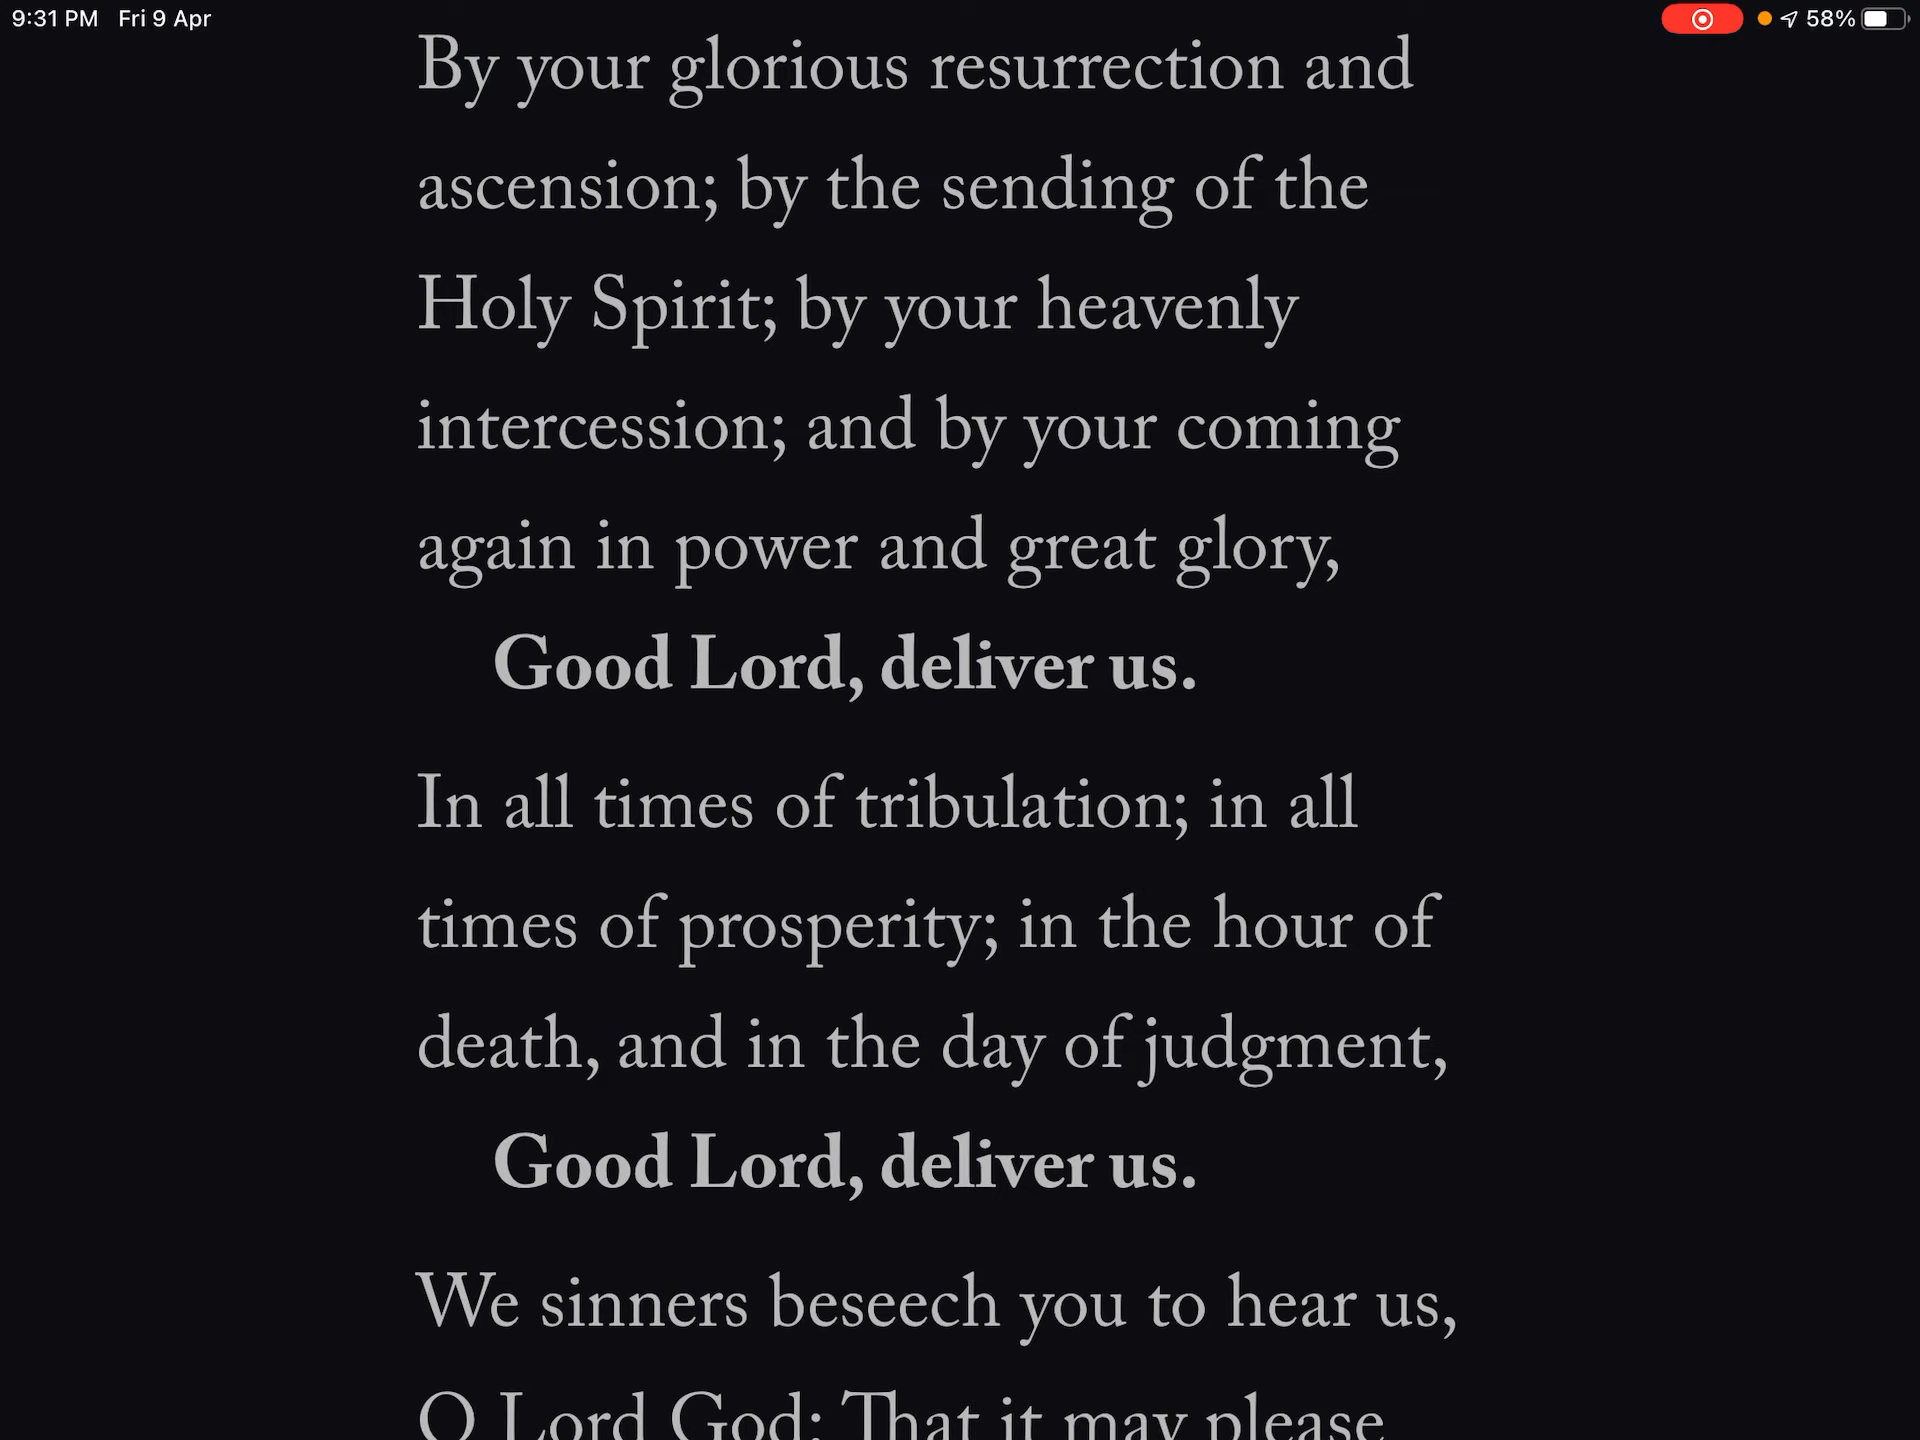 9:31 PM Fri 9 Apr
58%
By your glorious resurrection and
ascension; by the sending of the
Holy Spirit; by your heavenly
intercession; and by your coming
again in power and great glory,
Good Lord, deliver us.
In all times of tribulation; in all
times of prosperity; in the hour of
death, and in the day of judgment,
Good Lord, deliver us.
We sinners beseech you to hear us,
O Lord God: That it may please